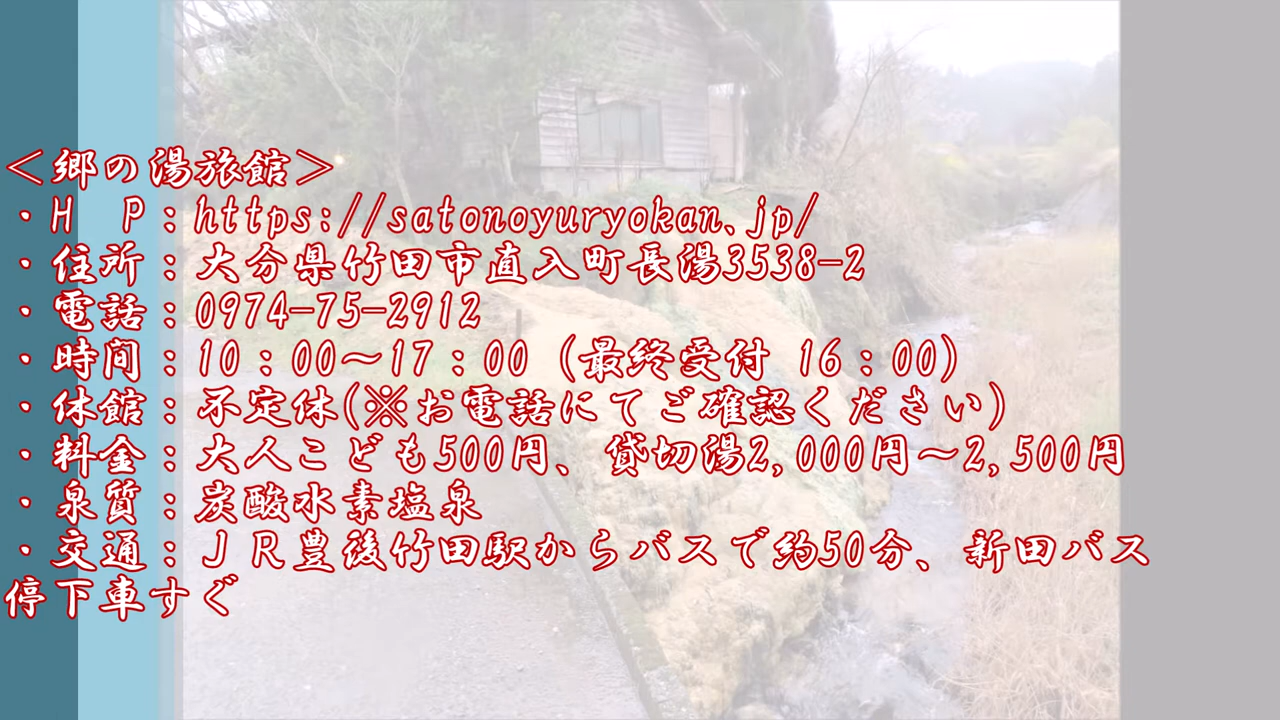 ＜郷の湯旅館＞
・H　P：https://satonoyuryokan.jp/
・住所：大分県竹田市直入町長湯3538-2
・電話：0974-75-2912
・時間：10：00～17：00（最終受付 16：00）
・休館：不定休(※お電話にてご確認ください)
・料金：大人こども500円、貸切湯2,000円～2,500円
・泉質：炭酸水素塩泉
・交通：ＪＲ豊後竹田駅からバスで約50分、新田バス
停下車すぐ